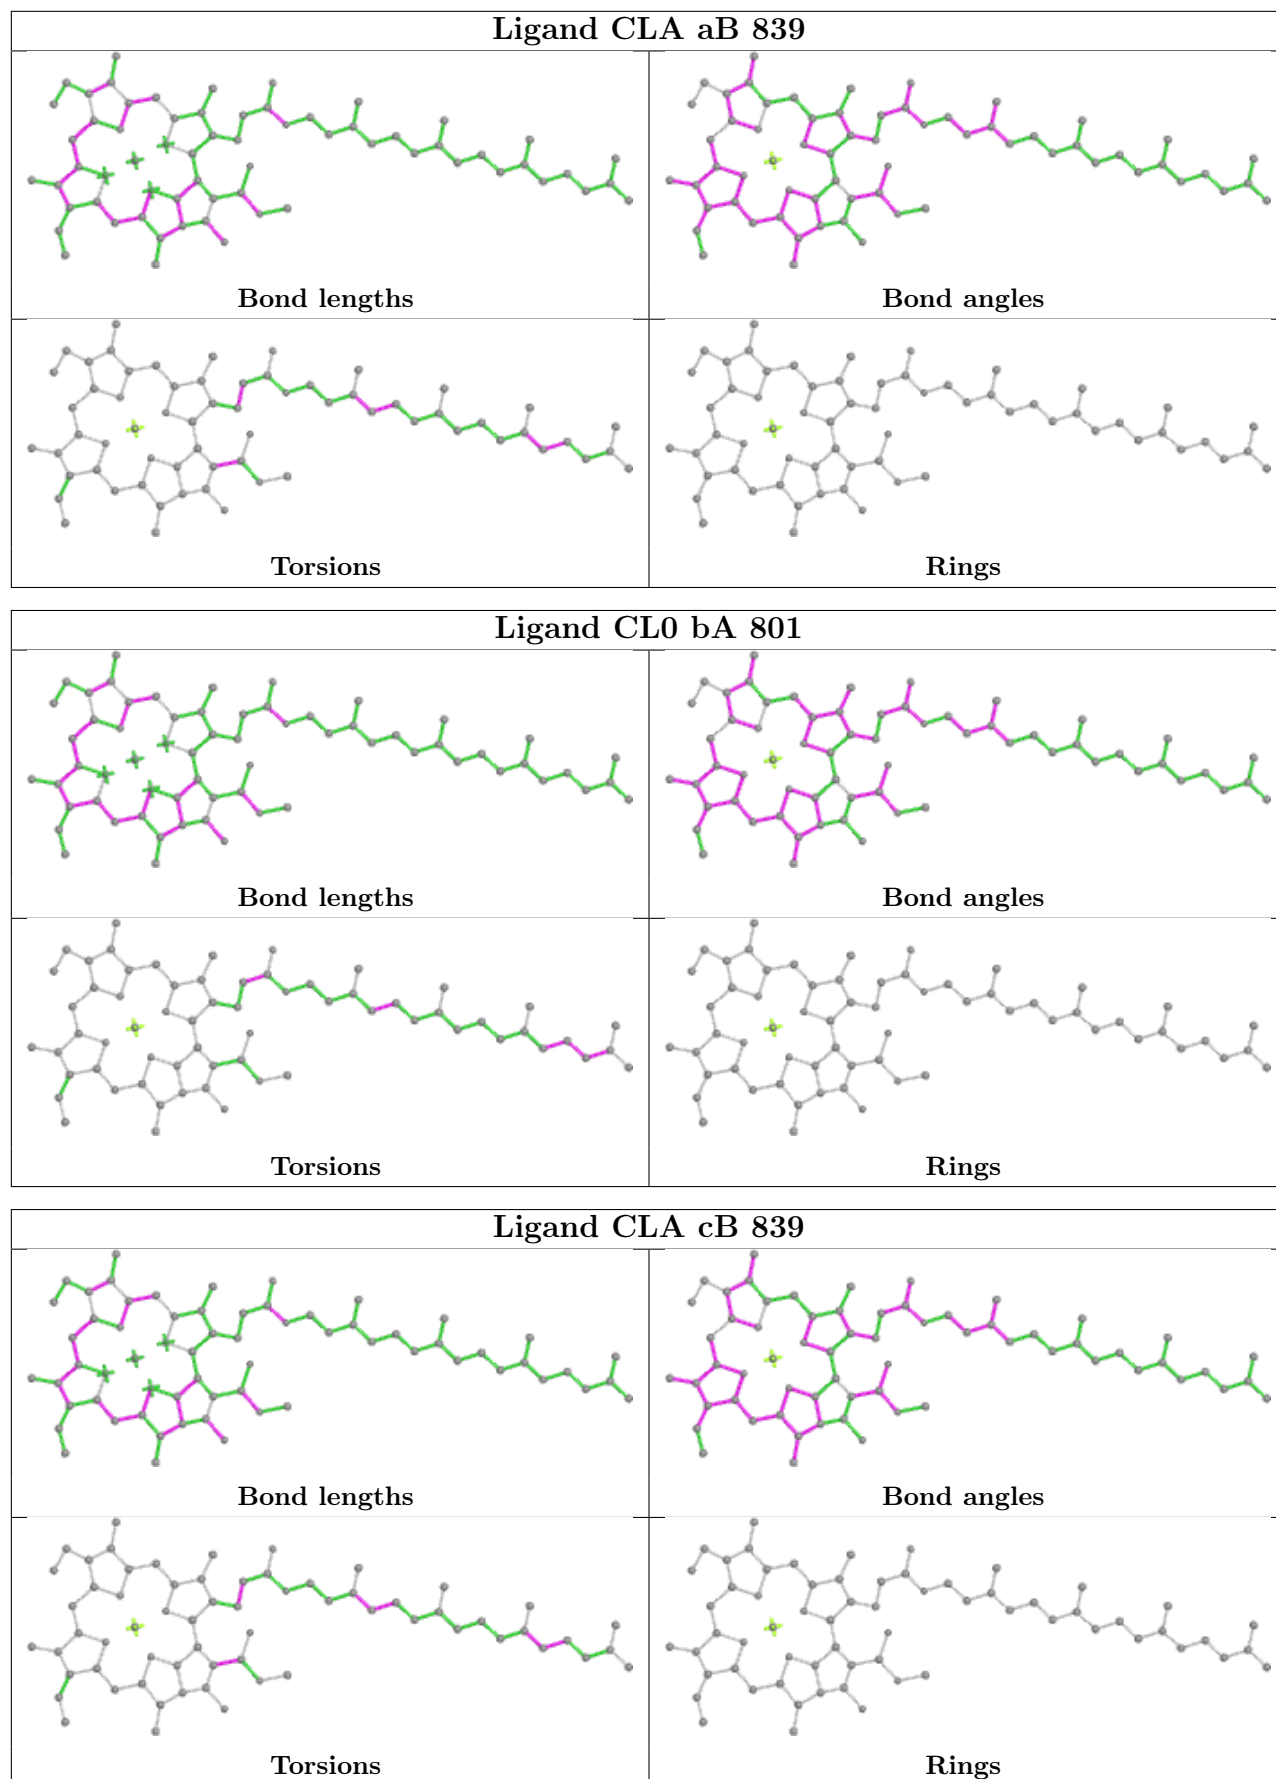 Ligand CLA aB 839
Bond lengths
Bond angles
Torsions
Rings
Ligand CL0 bA 801
Bond lengths
Bond angles
Torsions
Rings
Ligand CLA cB 839
Bond lengths
Bond angles
Torsions
Rings